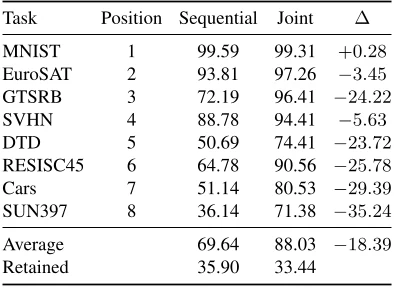 Task Position Sequential Joint Δ
MNIST 1 99.59 99.31 +0.28
EuroSAT 2 93.81 97.26 −3.45
GTSRB 3 72.19 96.41 −24.22
SVHN 4 88.78 94.41 −5.63
DTD 5 50.69 74.41 −23.72
RESISC45 6 64.78 90.56 −25.78
Cars 7 51.14 80.53 −29.39
SUN397 8 36.14 71.38 −35.24
Average 69.64 88.03 −18.39
Retained 35.90 33.44